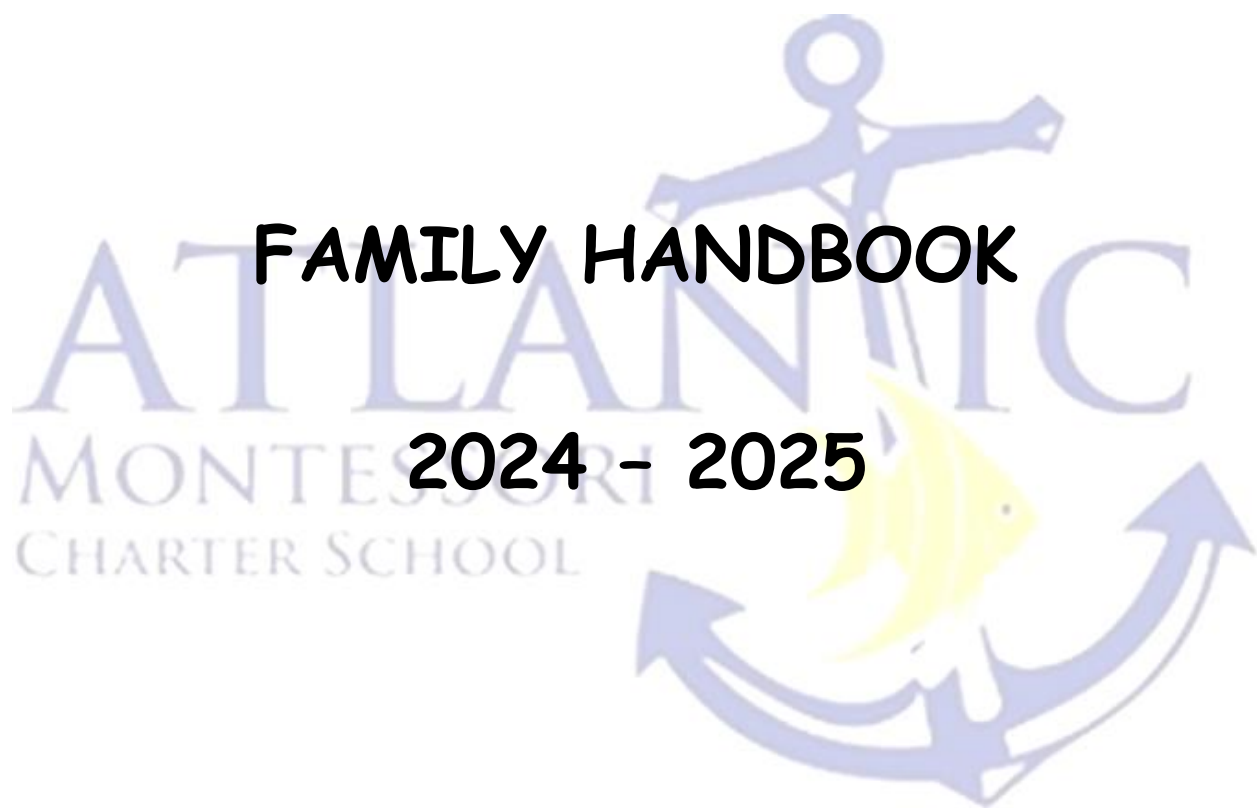 FAMILY HANDBOOK
ATLANTIC
2024 – 2025
MONTESSORI
CHARTER SCHOOL